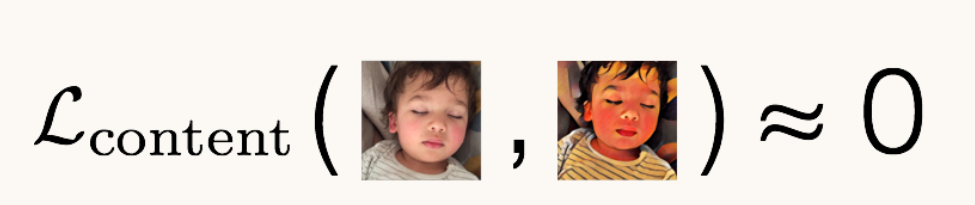 ℒcontent ( , ) ≈ 0